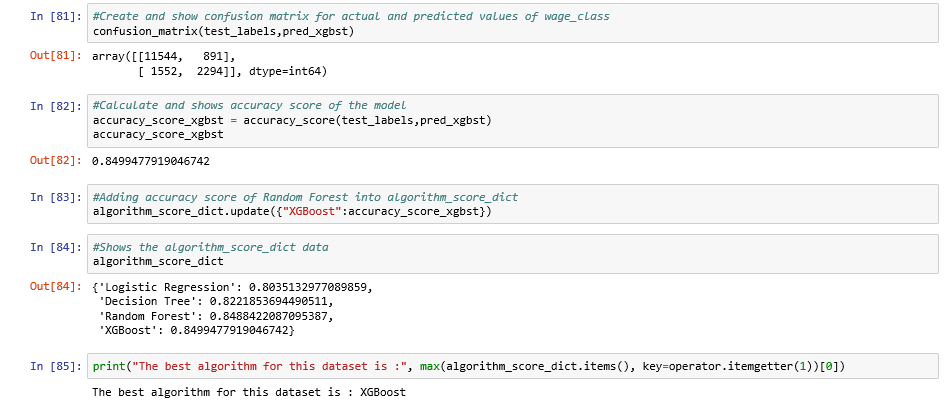 In [81]: #Create and show confusion matrix for actual and predicted values of wage_class
confusion_matrix(test_labels,pred_xgbst)
Out[81]: array([[11544,   891],
       [ 1552,  2294]], dtype=int64)
In [82]: #Calculate and shows accuracy score of the model
accuracy_score_xgbst = accuracy_score(test_labels,pred_xgbst)
accuracy_score_xgbst
Out[82]: 0.8499477919046742
In [83]: #Adding accuracy score of Random Forest into algorithm_score_dict
algorithm_score_dict.update({"XGBoost":accuracy_score_xgbst})
In [84]: #Shows the algorithm_score_dict data
algorithm_score_dict
Out[84]: {'Logistic Regression': 0.8035132977089859,
 'Decision Tree': 0.8221853694490511,
 'Random Forest': 0.8488422087095387,
 'XGBoost': 0.8499477919046742}
In [85]: print("The best algorithm for this dataset is :", max(algorithm_score_dict.items(), key=operator.itemgetter(1))[0])
The best algorithm for this dataset is : XGBoost